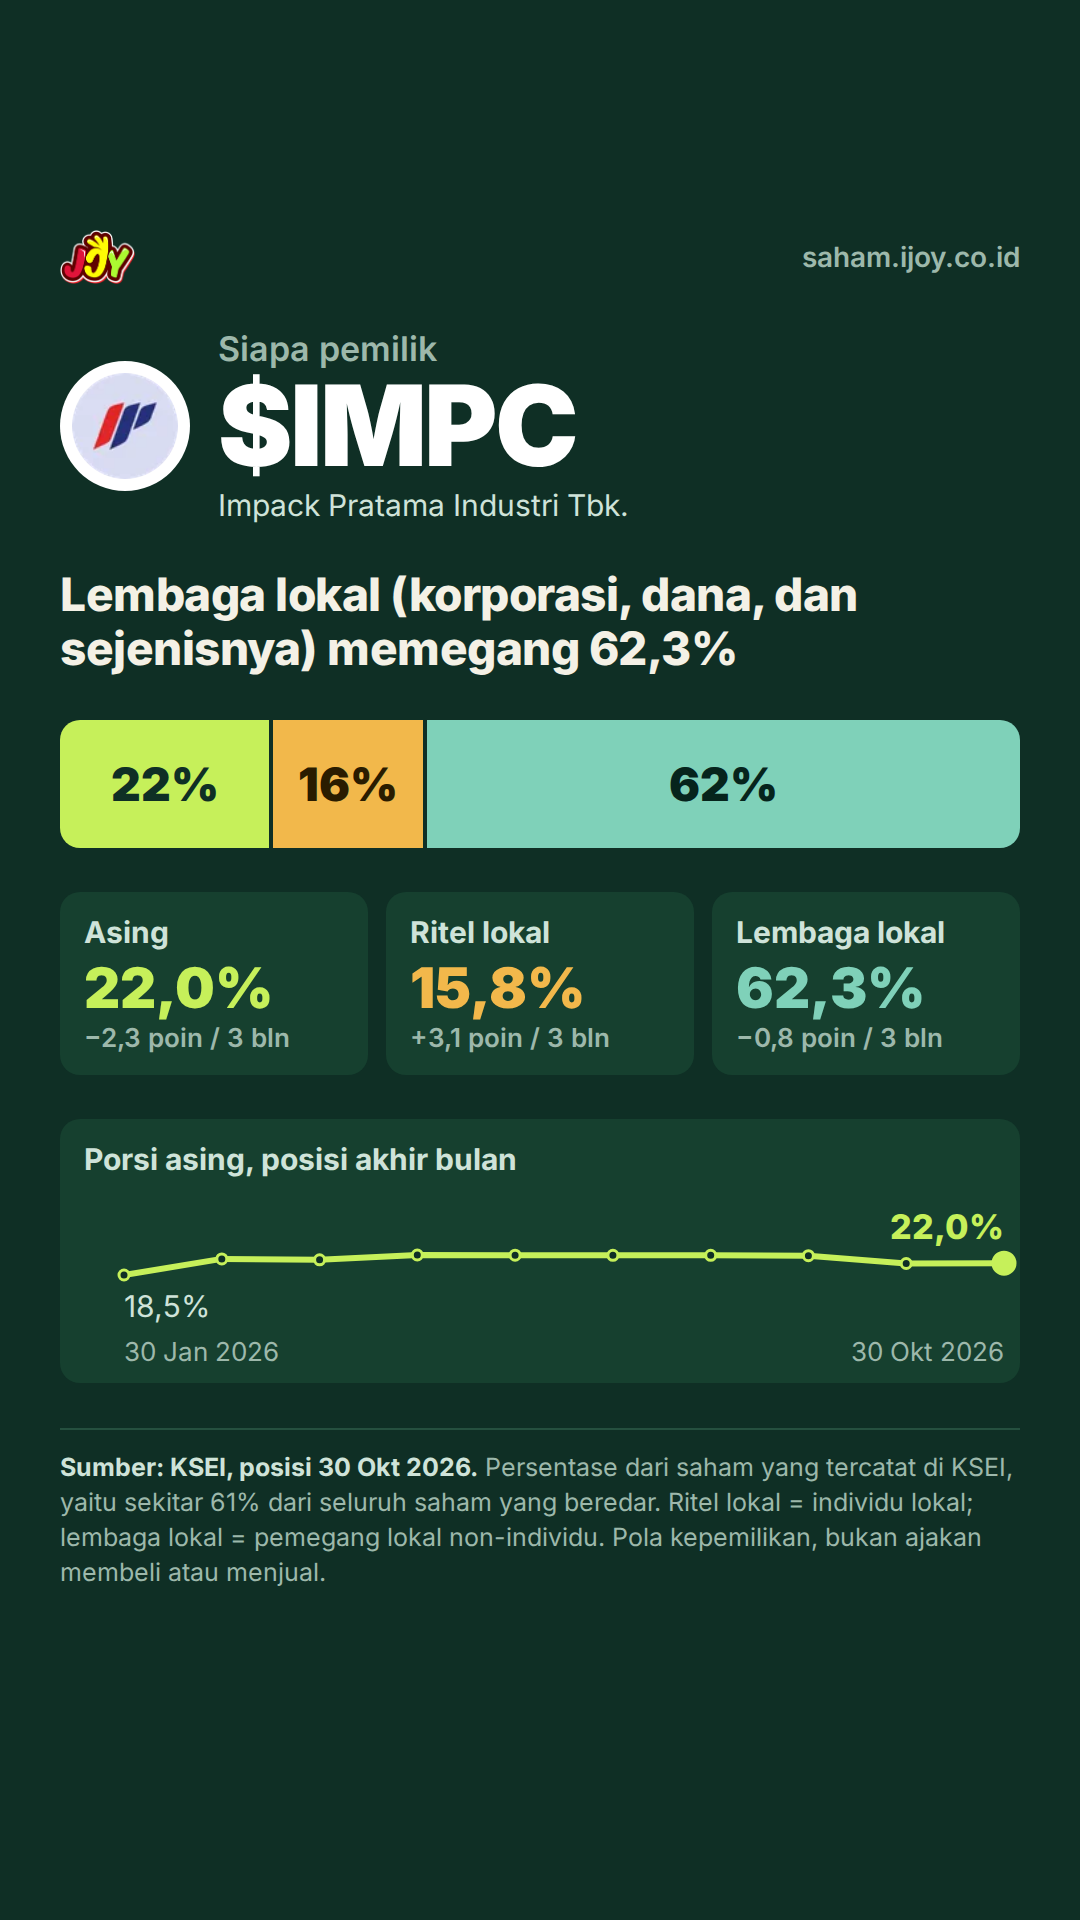 JOY
saham.ijoy.co.id
Siapa pemilik
$IMPC
Impack Pratama Industri Tbk.
Lembaga lokal (korporasi, dana, dan
sejenisnya) memegang 62,3%
22% 16% 62%
Asing
22,0%
−2,3 poin / 3 bln
Ritel lokal
15,8%
+3,1 poin / 3 bln
Lembaga lokal
62,3%
−0,8 poin / 3 bln
Porsi asing, posisi akhir bulan
22,0%
18,5%
30 Jan 2026 30 Okt 2026
Sumber: KSEI, posisi 30 Okt 2026. Persentase dari saham yang tercatat di KSEI,
yaitu sekitar 61% dari seluruh saham yang beredar. Ritel lokal = individu lokal;
lembaga lokal = pemegang lokal non-individu. Pola kepemilikan, bukan ajakan
membeli atau menjual.